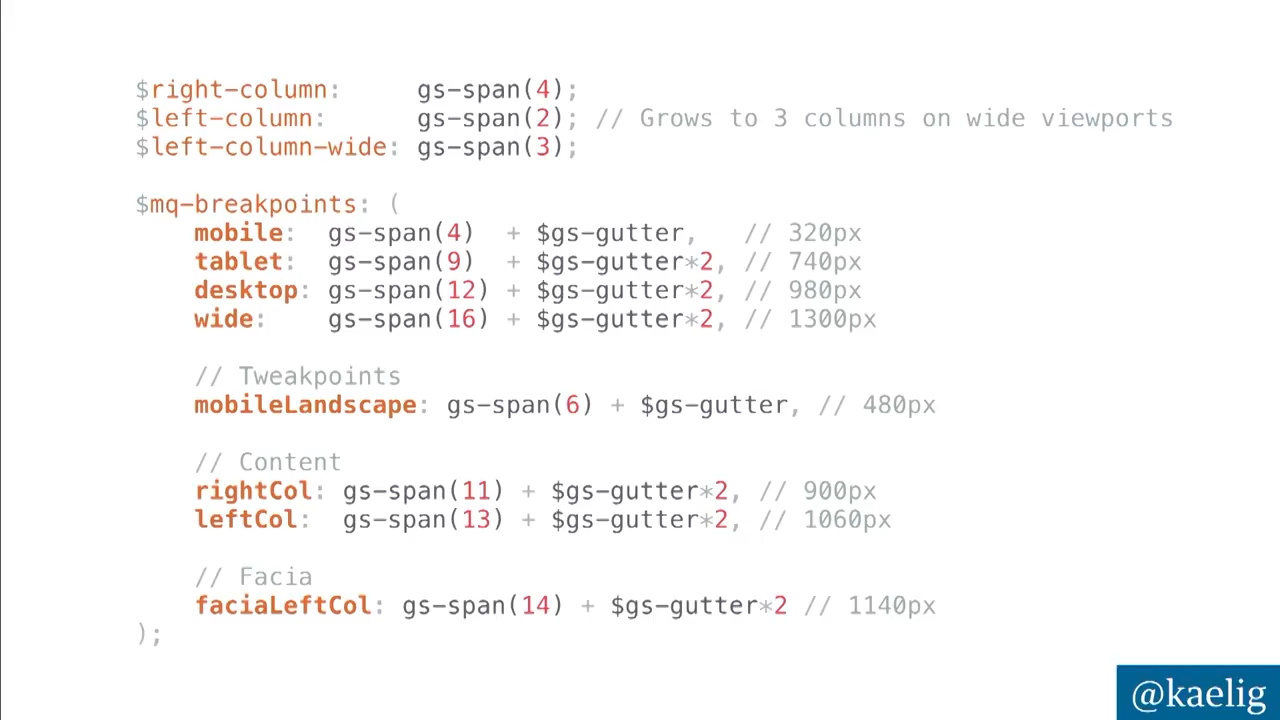 $right-column:     gs-span(4);
$left-column:      gs-span(2); // Grows to 3 columns on wide viewports
$left-column-wide: gs-span(3);
$mq-breakpoints: (
    mobile:  gs-span(4)  + $gs-gutter,   // 320px
    tablet:  gs-span(9)  + $gs-gutter*2, // 740px
    desktop: gs-span(12) + $gs-gutter*2, // 980px
    wide:    gs-span(16) + $gs-gutter*2, // 1300px
    // Tweakpoints
    mobileLandscape: gs-span(6) + $gs-gutter, // 480px
    // Content
    rightCol: gs-span(11) + $gs-gutter*2, // 900px
    leftCol:  gs-span(13) + $gs-gutter*2, // 1060px
    // Facia
    faciaLeftCol: gs-span(14) + $gs-gutter*2 // 1140px
);
@kaelig